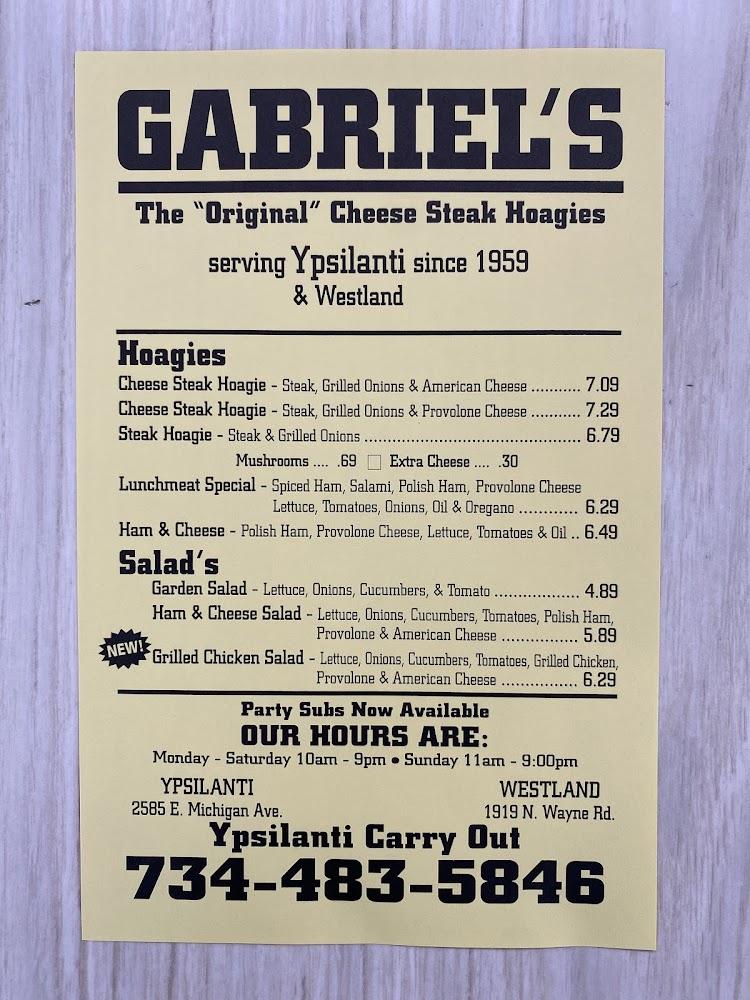 GABRIEL'S
The "Original" Cheese Steak Hoagies
serving Ypsilanti since 1959
& Westland
Hoagies
Cheese Steak Hoagie - Steak, Grilled Onions & American Cheese .......... 7.09
Cheese Steak Hoagie - Steak, Grilled Onions & Provolone Cheese .......... 7.29
Steak Hoagie - Steak & Grilled Onions ............................................ 6.79
Mushrooms .... .69 □ Extra Cheese .... .30
Lunchmeat Special - Spiced Ham, Salami, Polish Ham, Provolone Cheese
Lettuce, Tomatoes, Onions, Oil & Oregano ............ 6.29
Ham & Cheese - Polish Ham, Provolone Cheese, Lettuce, Tomatoes & Oil .. 6.49
Salad's
Garden Salad - Lettuce, Onions, Cucumbers, & Tomato ................. 4.89
Ham & Cheese Salad - Lettuce, Onions, Cucumbers, Tomatoes, Polish Ham,
Provolone & American Cheese ............... 5.89
NEW! Grilled Chicken Salad - Lettuce, Onions, Cucumbers, Tomatoes, Grilled Chicken,
Provolone & American Cheese ............... 6.29
Party Subs Now Available
OUR HOURS ARE:
Monday - Saturday 10am - 9pm • Sunday 11am - 9:00pm
YPSILANTI WESTLAND
2585 E. Michigan Ave. 1919 N. Wayne Rd.
Ypsilanti Carry Out
734-483-5846